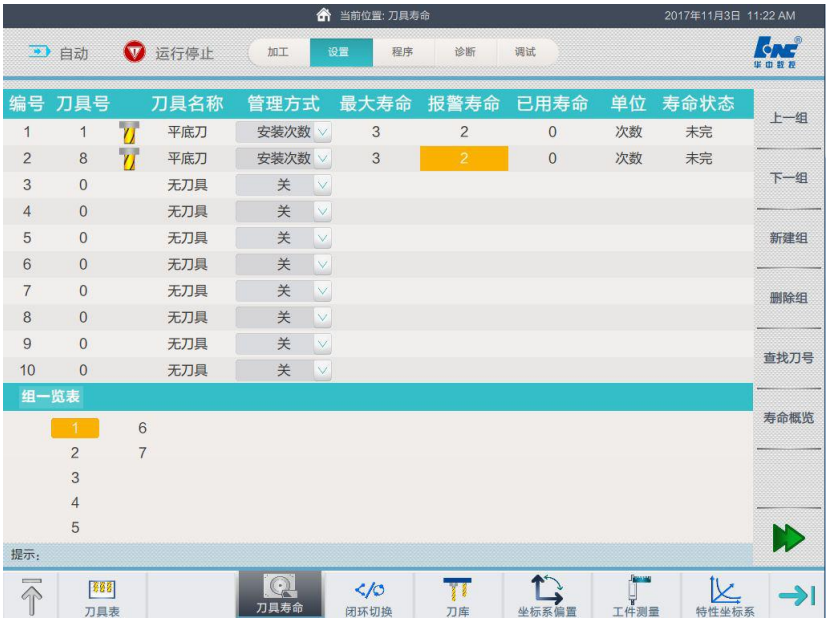 当前位置: 刀具寿命
2017年11月3日 11:22 AM
自动 运行停止 加工 设置 程序 诊断 调试
HNC®
华中数控
编号 刀具号 刀具名称 管理方式 最大寿命 报警寿命 已用寿命 单位 寿命状态
1 1 平底刀 安装次数 3 2 0 次数 未完
2 8 平底刀 安装次数 3 2 0 次数 未完
3 0 无刀具 关
4 0 无刀具 关
5 0 无刀具 关
6 0 无刀具 关
7 0 无刀具 关
8 0 无刀具 关
9 0 无刀具 关
10 0 无刀具 关
上一组
下一组
新建组
删除组
查找刀号
寿命概览
组一览表
1 6
2 7
3
4
5
提示:
刀具表 刀具寿命 闭环切换 刀库 坐标系偏置 工件测量 特性坐标系